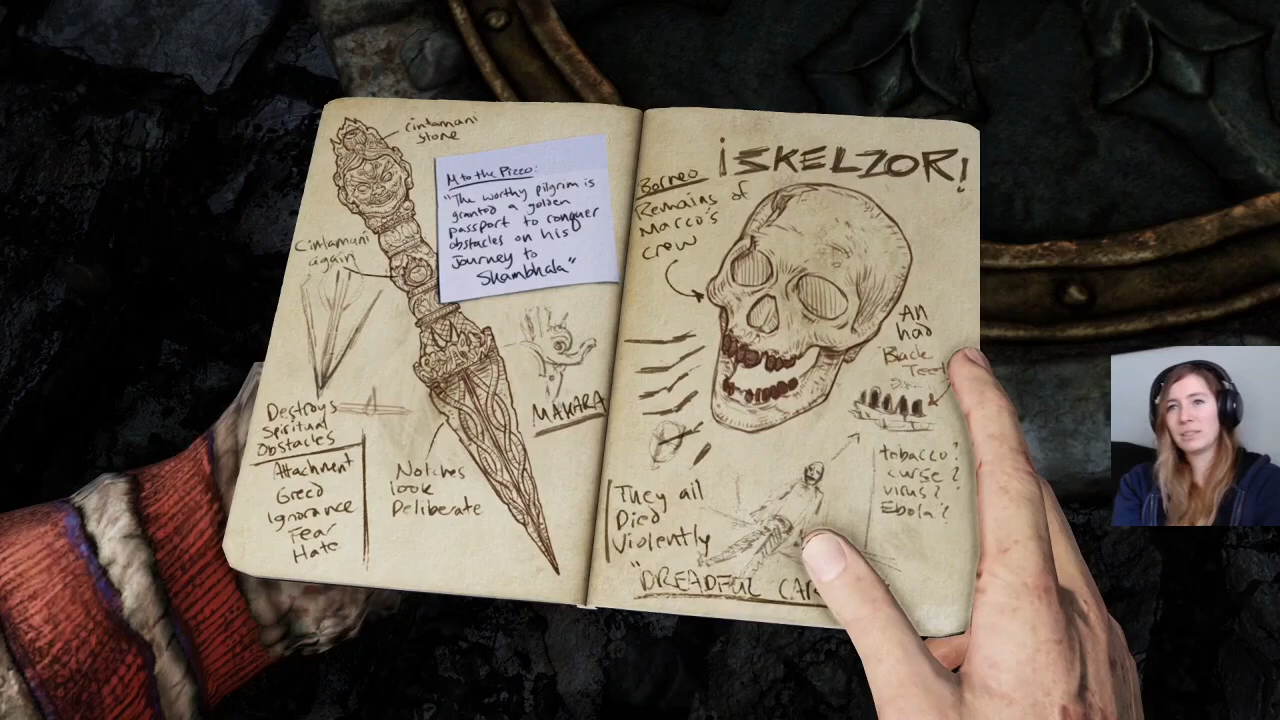 cintamani
stone
M to the Pizzo:
"The worthy pilgrim is
granted a golden
passport to conquer
obstacles on his
journey to
Shambhala"
Cintamani
again
MAKARA
Destroys
Spiritual
Obstacles
Attachment
Greed
Ignorance
Fear
Hate
Notches
look
Deliberate
¡SKELZOR!
Borneo
Remains of
Marco's
crew
All
had
Black
Teeth
tobacco?
curse?
virus?
Ebola?
They all
Died
Violently
"DREADFUL